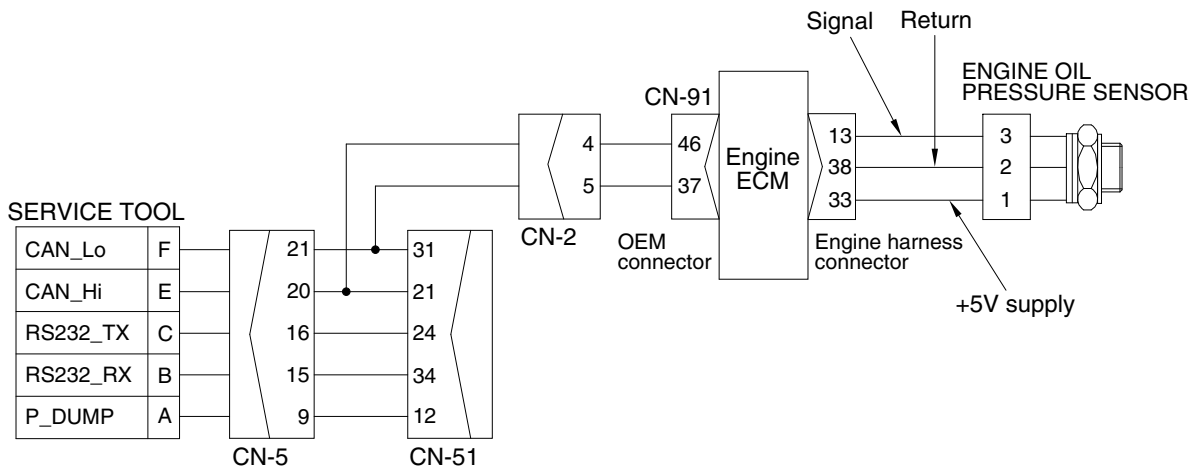 Signal Return
ENGINE OIL
PRESSURE SENSOR
CN-91
4 46 Engine 13 3
ECM
5 37 38 2
33 1
CN-2
OEM
connector
Engine harness
connector
+5V supply
SERVICE TOOL
CAN_Lo F 21 31
CAN_Hi E 20 21
RS232_TX C 16 24
RS232_RX B 15 34
P_DUMP A 9 12
CN-5 CN-51